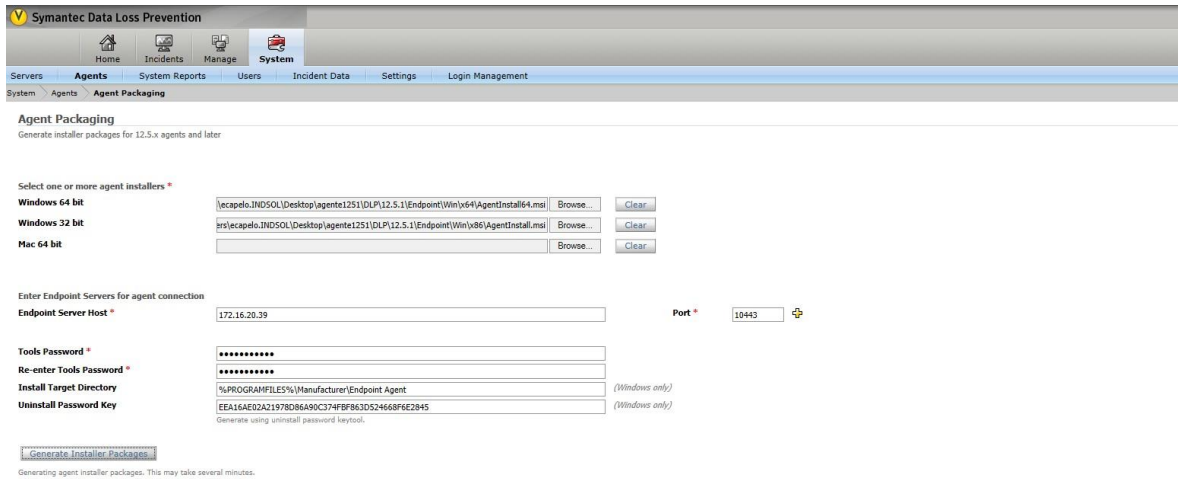 Symantec Data Loss Prevention
Home Incidents Manage System
Servers Agents System Reports Users Incident Data Settings Login Management
System Agents Agent Packaging
Agent Packaging
Generate installer packages for 12.5.x agents and later
Select one or more agent installers *
Windows 64 bit \ecapelo.INDSOL\Desktop\agente1251\DLP\12.5.1\Endpoint\Win\x64\AgentInstall64.msi Browse... Clear
Windows 32 bit ers\ecapelo.INDSOL\Desktop\agente1251\DLP\12.5.1\Endpoint\Win\x86\AgentInstall.msi Browse... Clear
Mac 64 bit Browse... Clear
Enter Endpoint Servers for agent connection
Endpoint Server Host * 172.16.20.39 Port * 10443
Tools Password * •••••••••••
Re-enter Tools Password * •••••••••••
Install Target Directory %PROGRAMFILES%\Manufacturer\Endpoint Agent (Windows only)
Uninstall Password Key EEA16AE02A21978D86A90C374FBF863D524668F6E2845 (Windows only)
Generate using uninstall password keytool.
Generate Installer Packages
Generating agent installer packages. This may take several minutes.